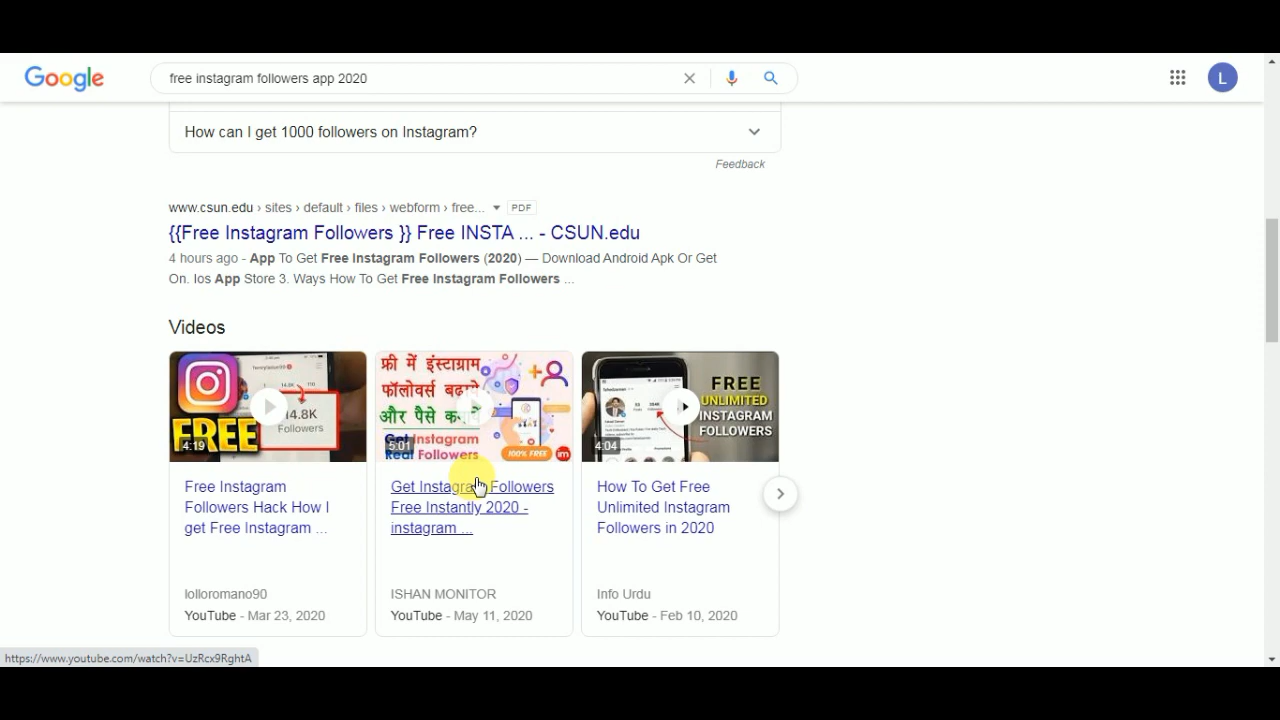 Google
free instagram followers app 2020
L
How can I get 1000 followers on Instagram?
Feedback
www.csun.edu › sites › default › files › webform › free... PDF
{{Free Instagram Followers }} Free INSTA ... - CSUN.edu
4 hours ago - App To Get Free Instagram Followers (2020) — Download Android Apk Or Get
On. Ios App Store 3. Ways How To Get Free Instagram Followers ...
Videos
14.8K
Followers
FREE
4:19
Free Instagram
Followers Hack How I
get Free Instagram ...
lolloromano90
YouTube - Mar 23, 2020
फ्री में इंस्टाग्राम
फॉलोवर्स बढ़ाये
और पैसे
Get Instagram
Real Followers
100% FREE
5:01
Get Instagram Followers
Free Instantly 2020 -
instagram ...
ISHAN MONITOR
YouTube - May 11, 2020
FREE
UNLIMITED
INSTAGRAM
FOLLOWERS
4:04
How To Get Free
Unlimited Instagram
Followers in 2020
Info Urdu
YouTube - Feb 10, 2020
https://www.youtube.com/watch?v=UzRcx9RghtA